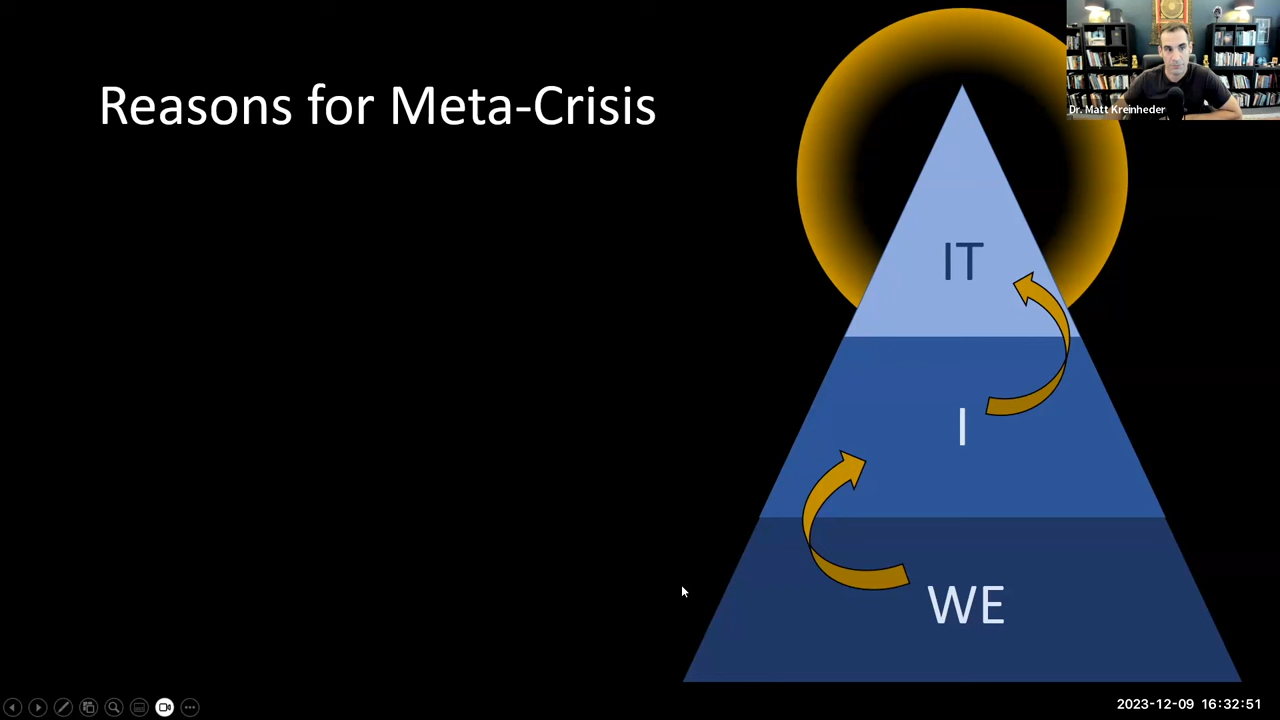 Reasons for Meta-Crisis
Dr. Matt Kreinheder
IT
I
WE
2023-12-09 16:32:51